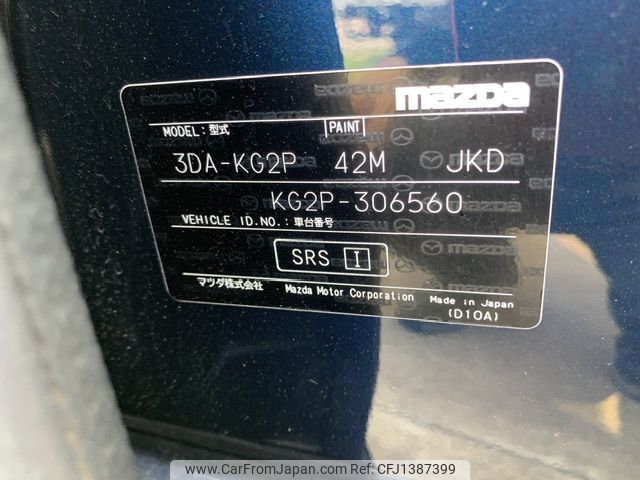 mazda
MODEL:型式 PAINT
3DA-KG2P 42M JKD
KG2P-306560
VEHICLE ID.NO.:車台番号
SRS I
マツダ株式会社 Mazda Motor Corporation Made in Japan
(D10A)
www.CarFromJapan.com | CFJ1387399